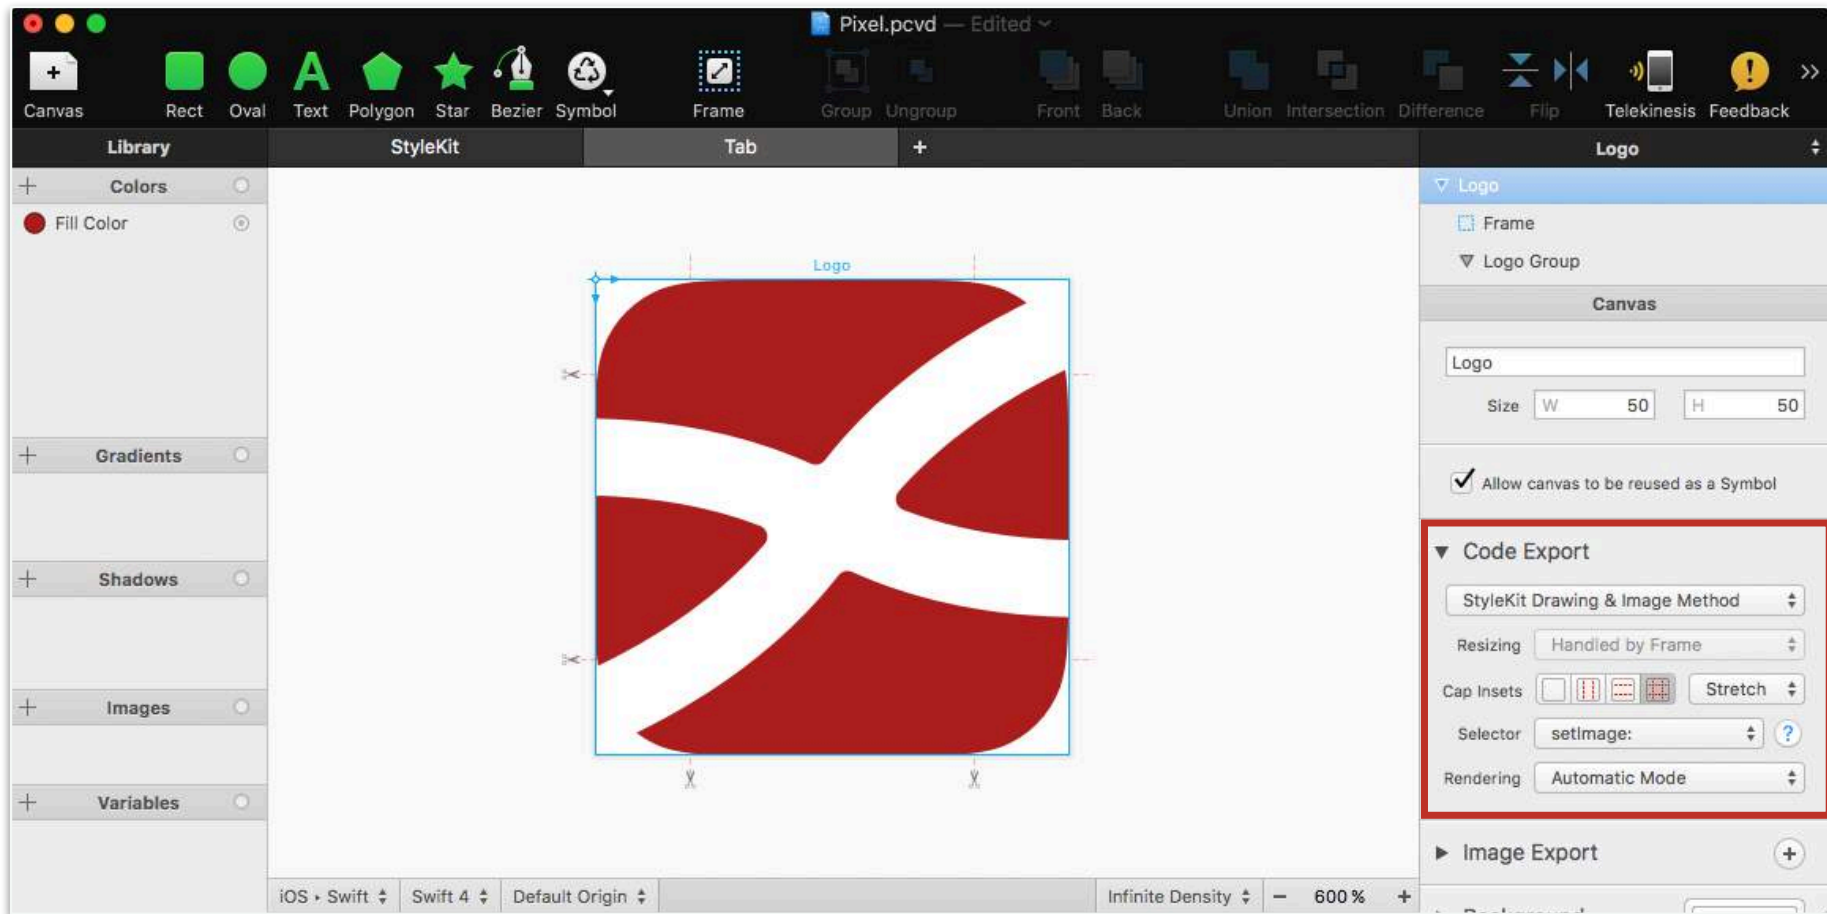 Pixel.pcvd — Edited
Canvas Rect Oval Text Polygon Star Bezier Symbol Frame Group Ungroup Front Back Union Intersection Difference Flip Telekinesis Feedback
Library StyleKit Tab + Logo
Colors
Fill Color
Gradients
Shadows
Images
Variables
Logo
iOS › Swift Swift 4 Default Origin Infinite Density − 600 % +
Logo
Frame
Logo Group
Canvas
Logo
Size W 50 H 50
Allow canvas to be reused as a Symbol
Code Export
StyleKit Drawing & Image Method
Resizing Handled by Frame
Cap Insets Stretch
Selector setImage: ?
Rendering Automatic Mode
Image Export +